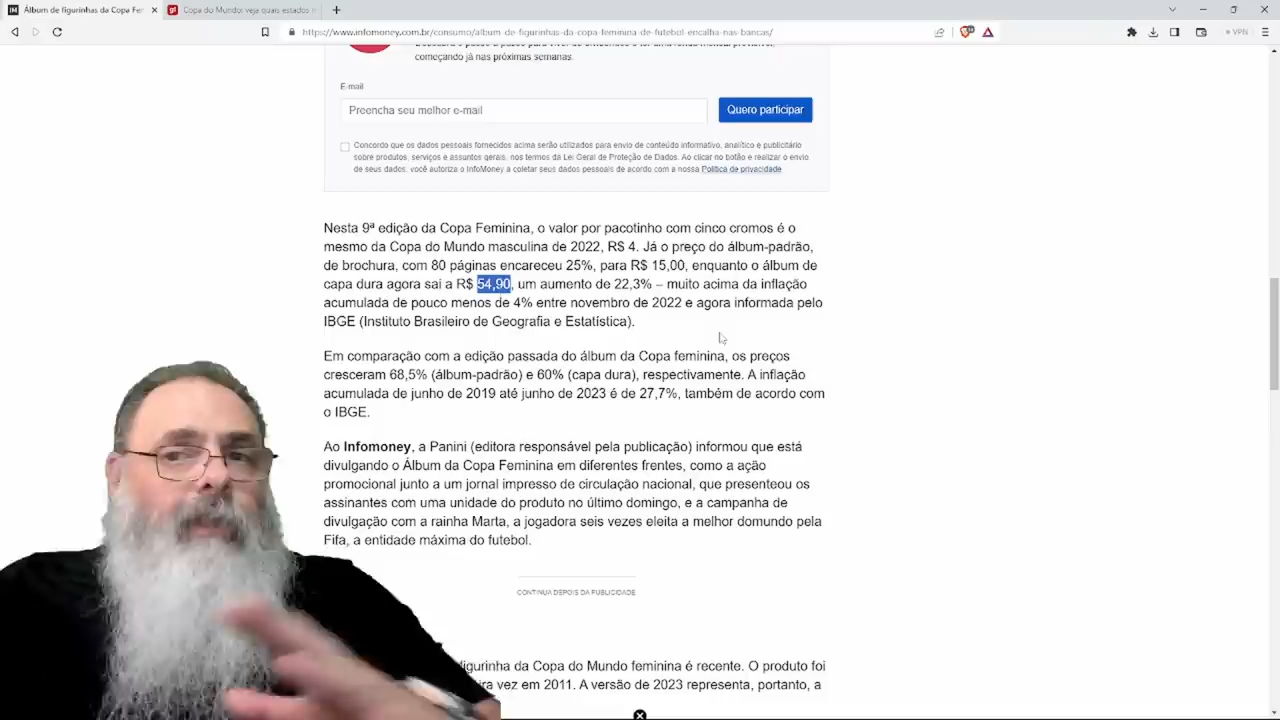 Álbum de figurinhas da Copa Fer
Copa do Mundo: veja quais estados
https://www.infomoney.com.br/consumo/album-de-figurinhas-da-copa-feminina-de-futebol-encalha-nas-bancas/
VPN
começando já nas próximas semanas.
E-mail
Preencha seu melhor e-mail
Quero participar
Concordo que os dados pessoais fornecidos acima serão utilizados para envio de conteúdo informativo, analítico e publicitário
sobre produtos, serviços e assuntos gerais, nos termos da Lei Geral de Proteção de Dados. Ao clicar no botão e realizar o envio
de seus dados, você autoriza o InfoMoney a coletar seus dados pessoais de acordo com a nossa Política de privacidade
Nesta 9ª edição da Copa Feminina, o valor por pacotinho com cinco cromos é o
mesmo da Copa do Mundo masculina de 2022, R$ 4. Já o preço do álbum-padrão,
de brochura, com 80 páginas encareceu 25%, para R$ 15,00, enquanto o álbum de
capa dura agora sai a R$ 54,90, um aumento de 22,3% – muito acima da inflação
acumulada de pouco menos de 4% entre novembro de 2022 e agora informada pelo
IBGE (Instituto Brasileiro de Geografia e Estatística).
Em comparação com a edição passada do álbum da Copa feminina, os preços
cresceram 68,5% (álbum-padrão) e 60% (capa dura), respectivamente. A inflação
acumulada de junho de 2019 até junho de 2023 é de 27,7%, também de acordo com
o IBGE.
Ao Infomoney, a Panini (editora responsável pela publicação) informou que está
divulgando o Álbum da Copa Feminina em diferentes frentes, como a ação
promocional junto a um jornal impresso de circulação nacional, que presenteou os
assinantes com uma unidade do produto no último domingo, e a campanha de
divulgação com a rainha Marta, a jogadora seis vezes eleita a melhor domundo pela
Fifa, a entidade máxima do futebol.
CONTINUA DEPOIS DA PUBLICIDADE
figurinha da Copa do Mundo feminina é recente. O produto foi
vez em 2011. A versão de 2023 representa, portanto, a